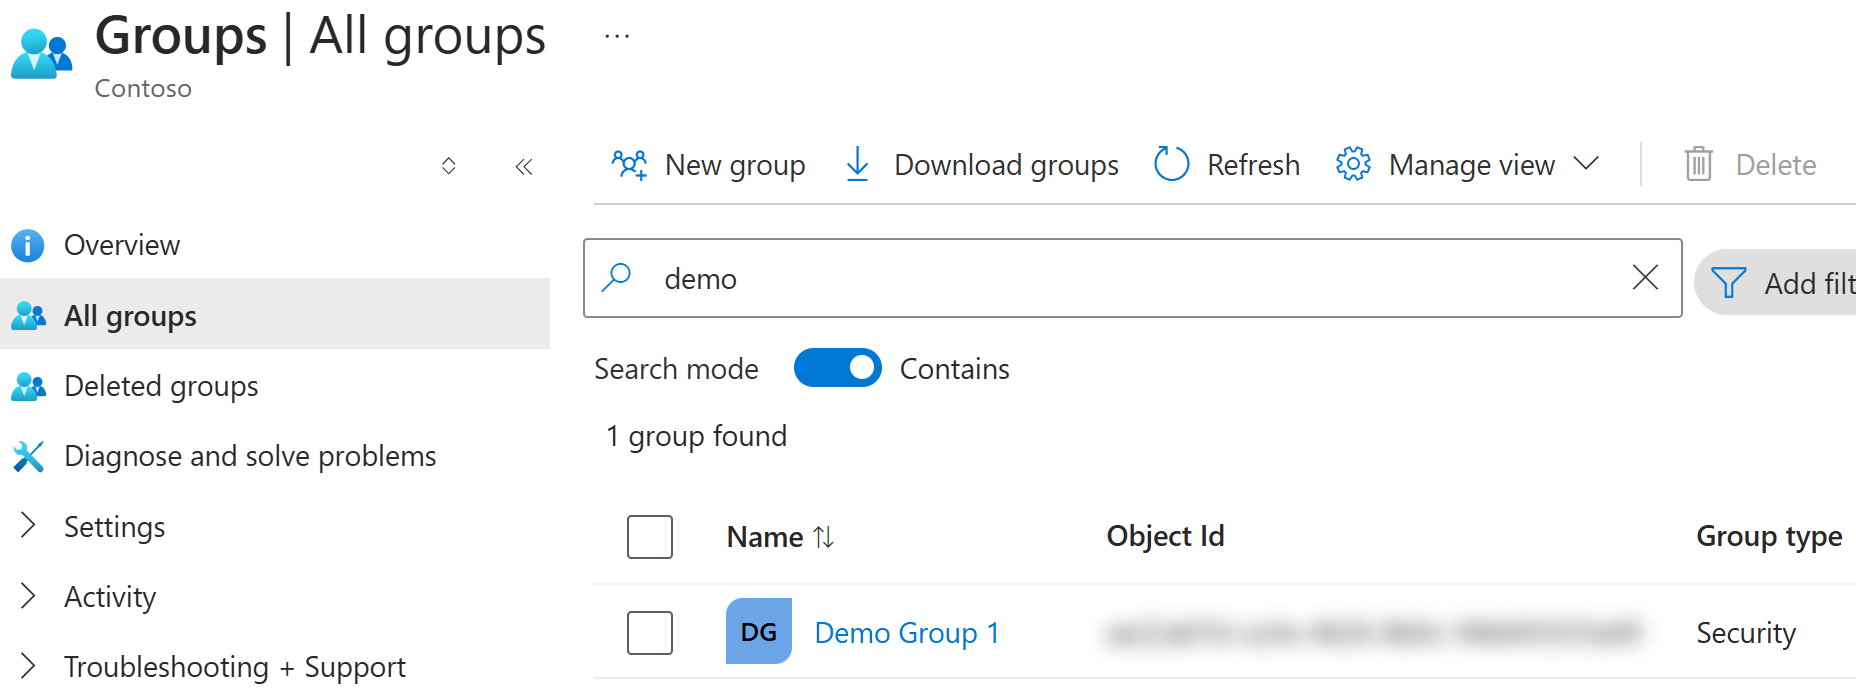 Groups | All groups
...
Contoso
New group
Download groups
Refresh
Manage view
Delete
Overview
All groups
Deleted groups
Diagnose and solve problems
Settings
Activity
Troubleshooting + Support
demo
Add filt
Search mode
Contains
1 group found
Name
Object Id
Group type
DG
Demo Group 1
Security